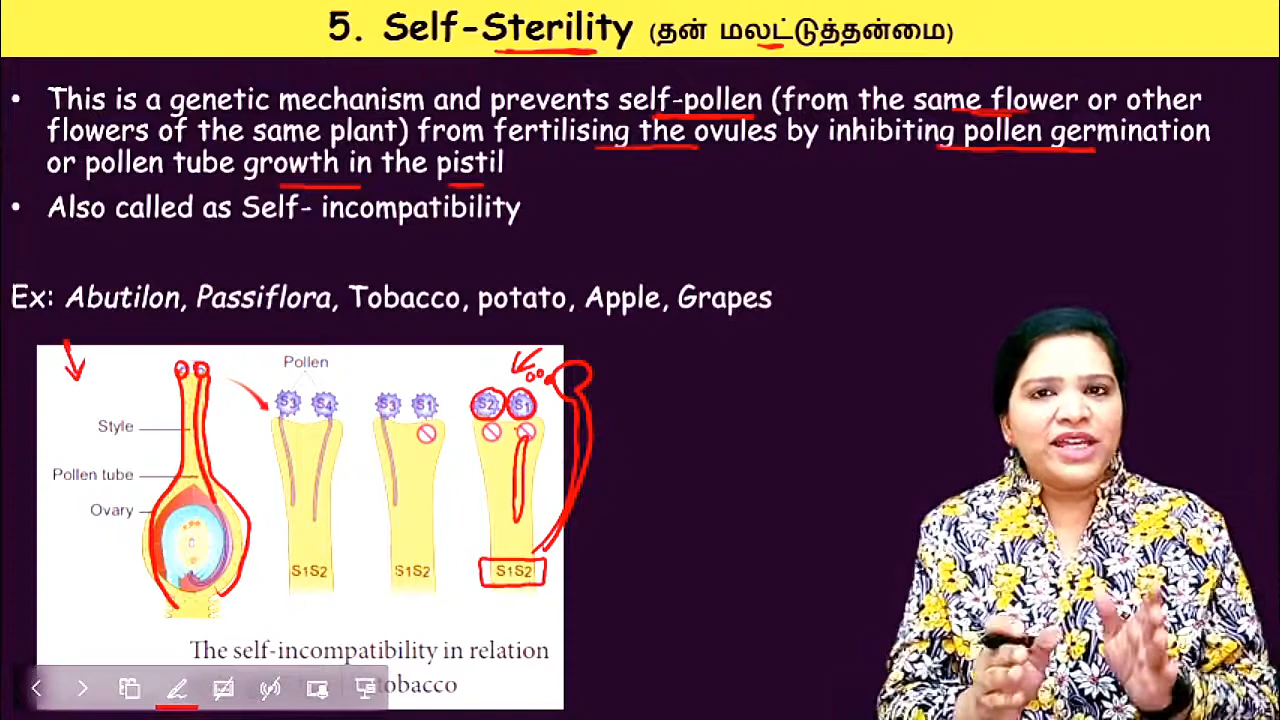 5. Self-Sterility (தன் மலட்டுத்தன்மை)
• This is a genetic mechanism and prevents self-pollen (from the same flower or other
flowers of the same plant) from fertilising the ovules by inhibiting pollen germination
or pollen tube growth in the pistil
• Also called as Self- incompatibility
Ex: Abutilon, Passiflora, Tobacco, potato, Apple, Grapes
Pollen
S3 S4 S3 S1 S2 S1
Style
Pollen tube
Ovary
S1S2 S1S2 S1S2
The self-incompatibility in relation
tobacco